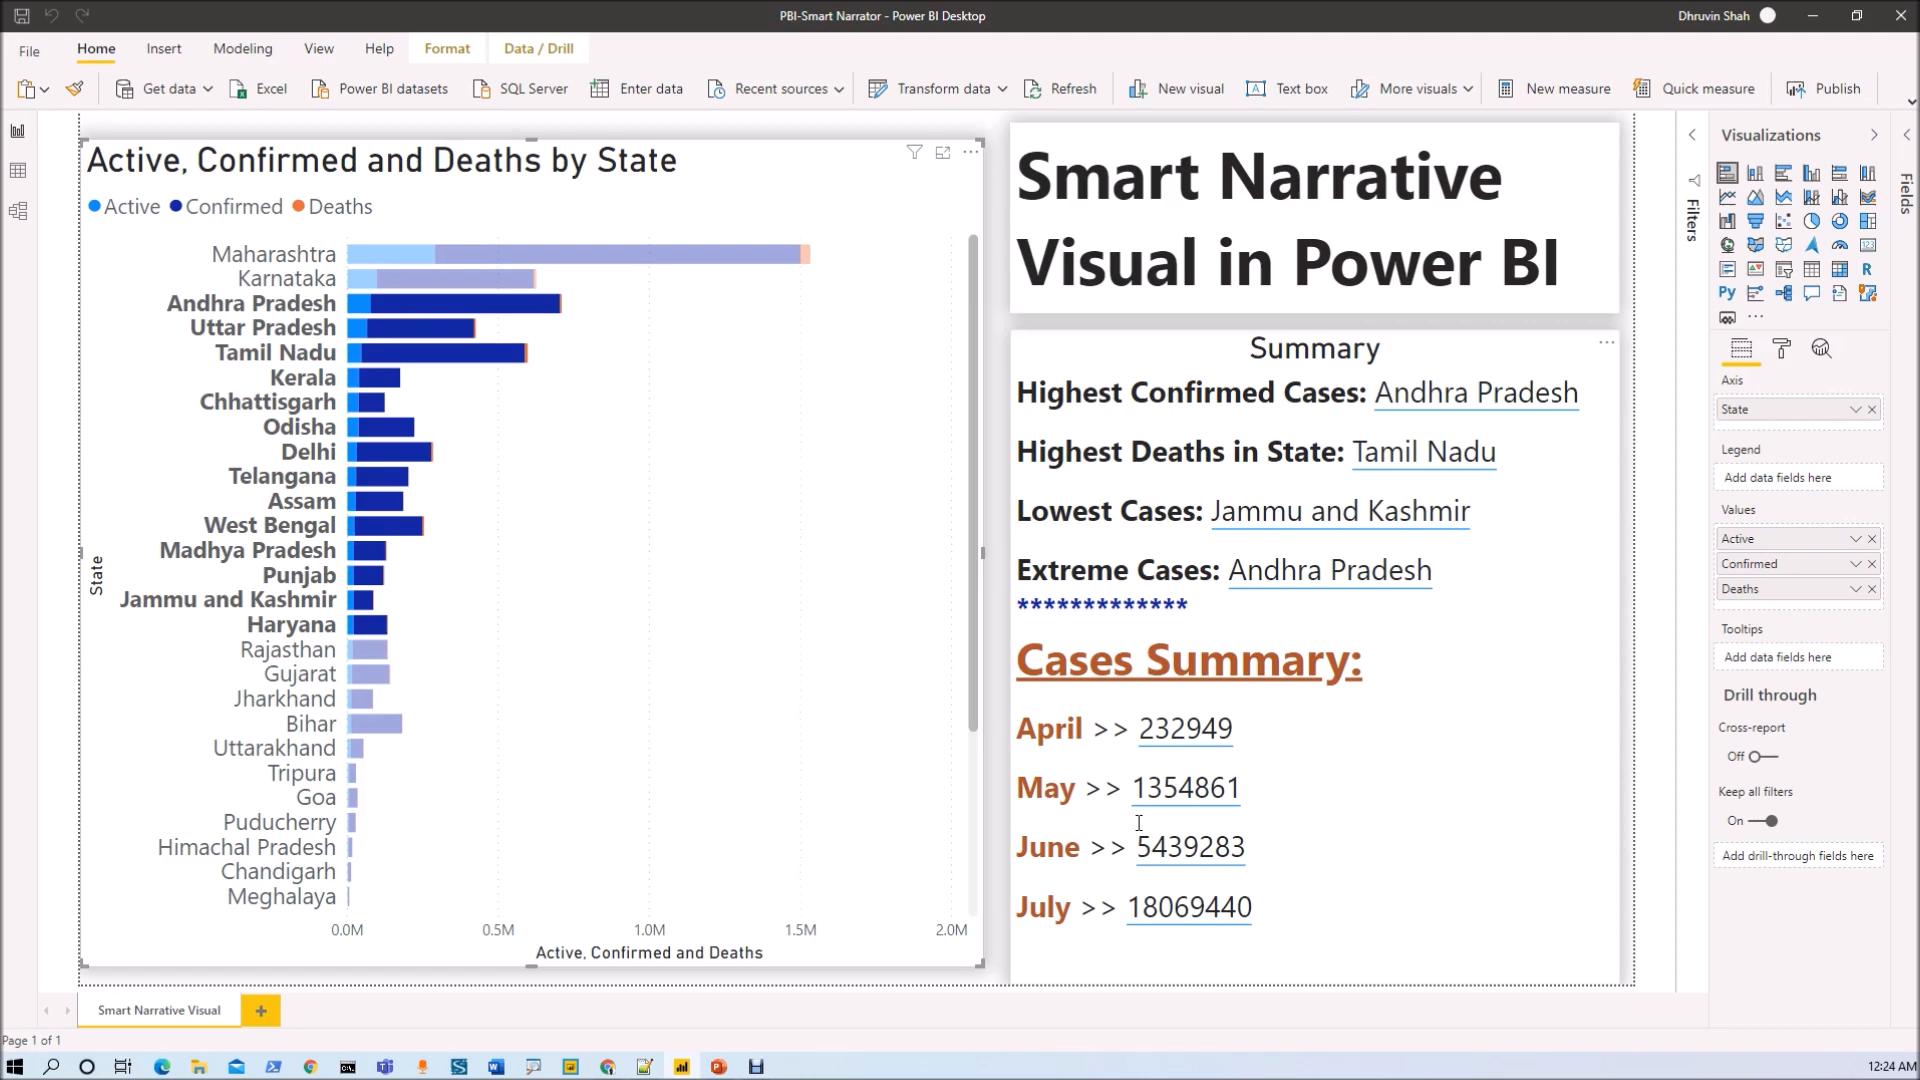 PBI-Smart Narrator - Power BI Desktop
Dhruvin Shah
File Home Insert Modeling View Help Format Data / Drill
Get data Excel Power BI datasets SQL Server Enter data Recent sources Transform data Refresh New visual Text box More visuals New measure Quick measure Publish
Active, Confirmed and Deaths by State
Active Confirmed Deaths
Maharashtra
Karnataka
Andhra Pradesh
Uttar Pradesh
Tamil Nadu
Kerala
Chhattisgarh
Odisha
Delhi
Telangana
Assam
West Bengal
Madhya Pradesh
Punjab
Jammu and Kashmir
Haryana
Rajasthan
Gujarat
Jharkhand
Bihar
Uttarakhand
Tripura
Goa
Puducherry
Himachal Pradesh
Chandigarh
Meghalaya
State
0.0M 0.5M 1.0M 1.5M 2.0M
Active, Confirmed and Deaths
Smart Narrative
Visual in Power BI
Summary
Highest Confirmed Cases: Andhra Pradesh
Highest Deaths in State: Tamil Nadu
Lowest Cases: Jammu and Kashmir
Extreme Cases: Andhra Pradesh
*************
Cases Summary:
April >> 232949
May >> 1354861
June >> 5439283
July >> 18069440
Filters
Visualizations
Fields
123
R
Py
Axis
State
Legend
Add data fields here
Values
Active
Confirmed
Deaths
Tooltips
Add data fields here
Drill through
Cross-report
Off
Keep all filters
On
Add drill-through fields here
Smart Narrative Visual
Page 1 of 1
12:24 AM